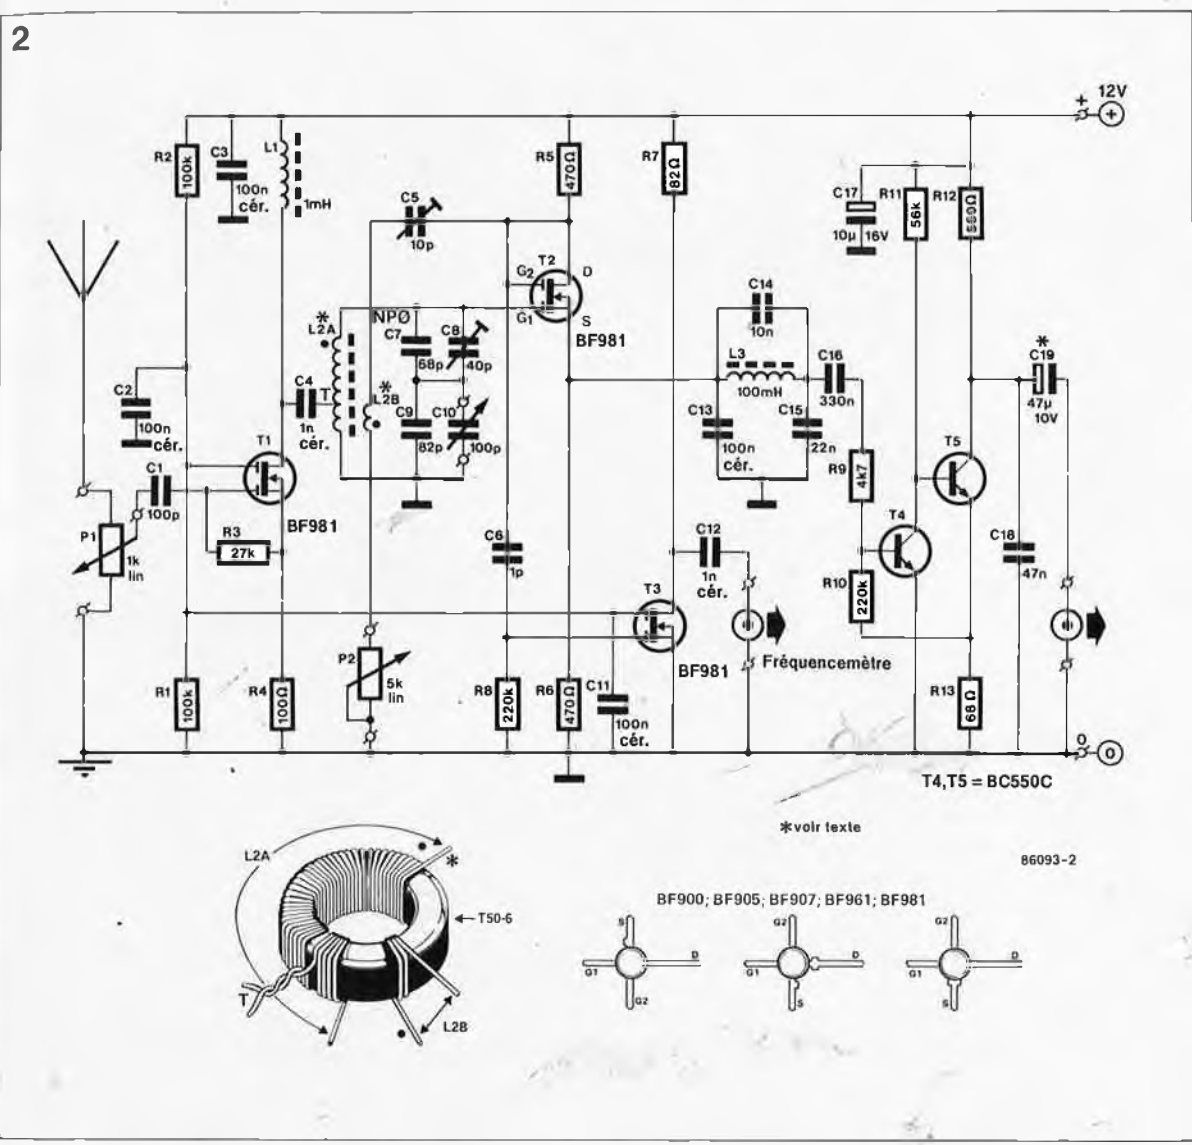 2
+ 12V
R2
100k
C3
100n
cér.
L1
1mH
C5
10p
R5
470Ω
R7
82Ω
C17
10µ 16V
R11
56k
R12
T2
G2
D
G1
S
BF981
*
L2A
NPØ
C7
68p
C8
40p
C14
10n
L3
100mH
C16
330n
*
C19
47µ
10V
C2
100n
cér.
C4
1n
cér.
T
*
L2B
C9
82p
C10
100p
C13
100n
cér.
C15
22n
T1
BF981
C1
100p
R9
4k7
T5
T4
P1
1k
lin
R3
27k
C6
1p
C12
1n
cér.
C18
47n
R10
220k
T3
BF981
Fréquencemètre
P2
5k
lin
R1
100k
R4
100Ω
R8
220k
R6
470Ω
C11
100n
cér.
R13
68Ω
0
0
T4,T5 = BC550C
*voir texte
86093-2
L2A
*
T50-6
T
L2B
BF900; BF905; BF907; BF961; BF981
S
G1
D
G2
G2
G1
D
S
G2
G1
D
S